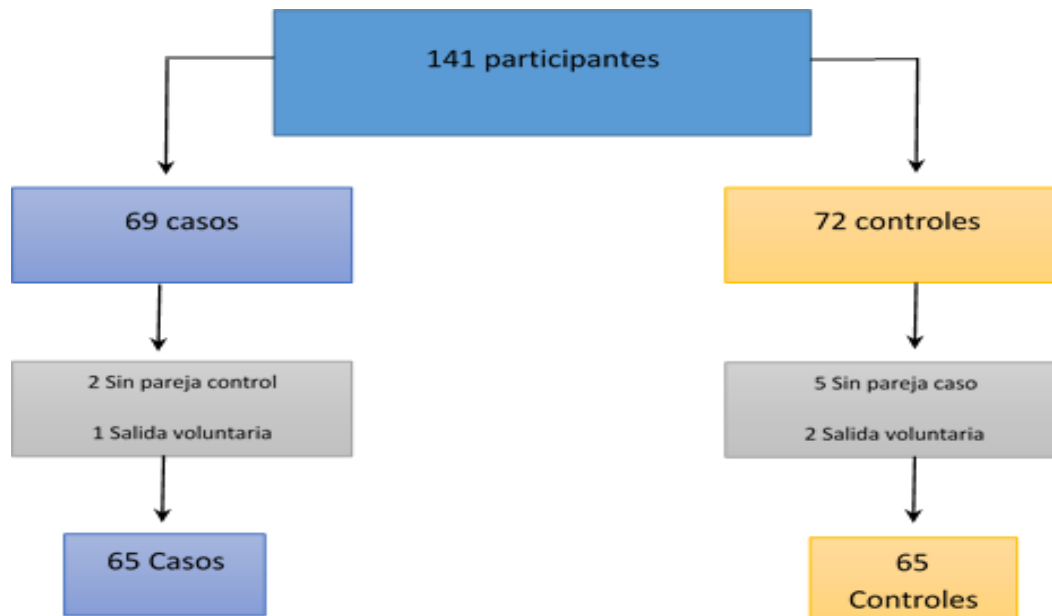 141 participantes
69 casos
72 controles
2 Sin pareja control
1 Salida voluntaria
5 Sin pareja caso
2 Salida voluntaria
65 Casos
65
Controles